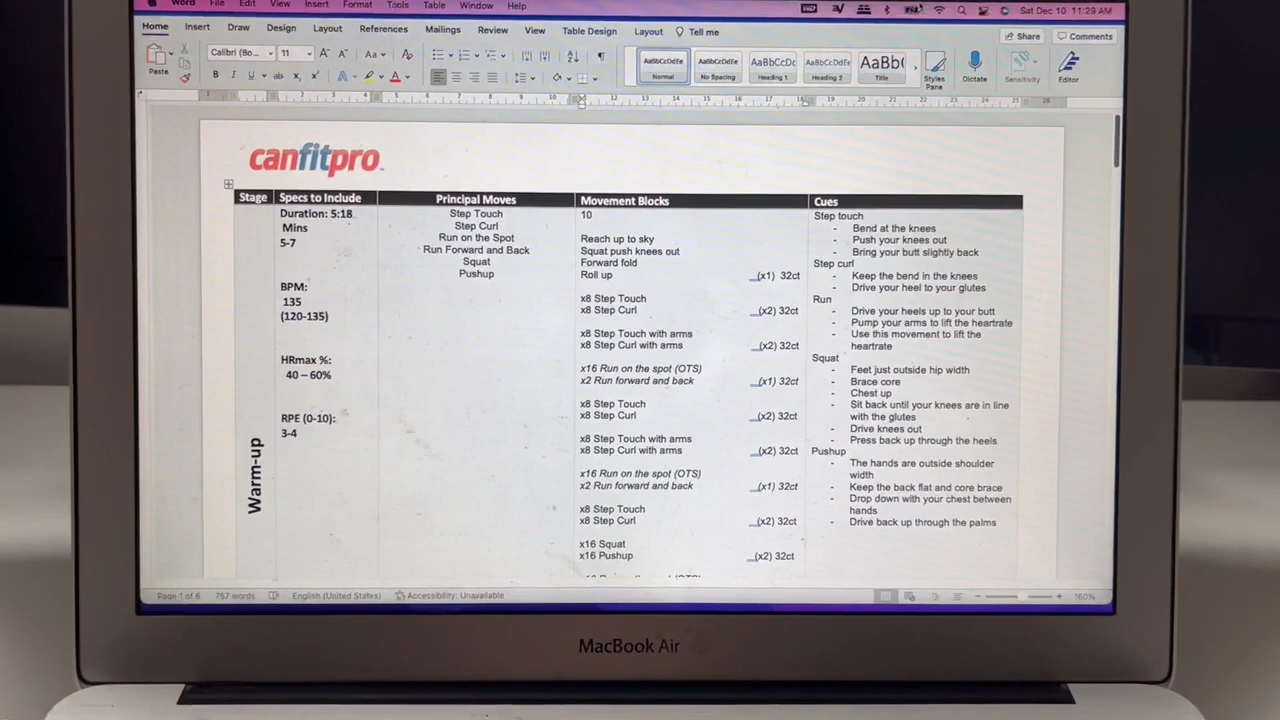 Word File Edit View Insert Format Tools Table Window Help
Sat Dec 10 11:29 AM
Home Insert Draw Design Layout References Mailings Review View Table Design Layout Tell me
Share Comments
Paste
Calibri (Bo... 11
AaBbCcDdEe Normal
AaBbCcDdEe No Spacing
AaBbCcDc Heading 1
AaBbCcDdEe Heading 2
AaBb( Title
Styles Pane
Dictate
Sensitivity
Editor
canfitpro
Stage Specs to Include Principal Moves Movement Blocks Cues
Warm-up
Duration: 5:18
Mins
5-7
BPM:
135
(120-135)
HRmax %:
40 – 60%
RPE (0-10):
3-4
Step Touch
Step Curl
Run on the Spot
Run Forward and Back
Squat
Pushup
10
Reach up to sky
Squat push knees out
Forward fold
Roll up _(x1) 32ct
x8 Step Touch
x8 Step Curl _(x2) 32ct
x8 Step Touch with arms
x8 Step Curl with arms _(x2) 32ct
x16 Run on the spot (OTS)
x2 Run forward and back _(x1) 32ct
x8 Step Touch
x8 Step Curl _(x2) 32ct
x8 Step Touch with arms
x8 Step Curl with arms _(x2) 32ct
x16 Run on the spot (OTS)
x2 Run forward and back _(x1) 32ct
x8 Step Touch
x8 Step Curl _(x2) 32ct
x16 Squat
x16 Pushup _(x2) 32ct
Step touch
- Bend at the knees
- Push your knees out
- Bring your butt slightly back
Step curl
- Keep the bend in the knees
- Drive your heel to your glutes
Run
- Drive your heels up to your butt
- Pump your arms to lift the heartrate
- Use this movement to lift the
heartrate
Squat
- Feet just outside hip width
- Brace core
- Chest up
- Sit back until your knees are in line
with the glutes
- Drive knees out
- Press back up through the heels
Pushup
- The hands are outside shoulder
width
- Keep the back flat and core brace
- Drop down with your chest between
hands
- Drive back up through the palms
Page 1 of 6 757 words English (United States) Accessibility: Unavailable 160%
MacBook Air